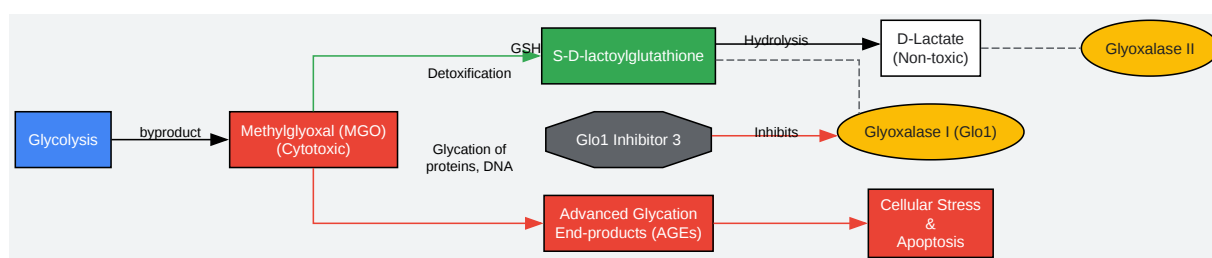 Glycolysis
byproduct
Methylglyoxal (MGO)
(Cytotoxic)
GSH
Detoxification
S-D-lactoylglutathione
Hydrolysis
D-Lactate
(Non-toxic)
Glyoxalase II
Glo1 Inhibitor 3
Inhibits
Glyoxalase I (Glo1)
Glycation of
proteins, DNA
Advanced Glycation
End-products (AGEs)
Cellular Stress
&
Apoptosis